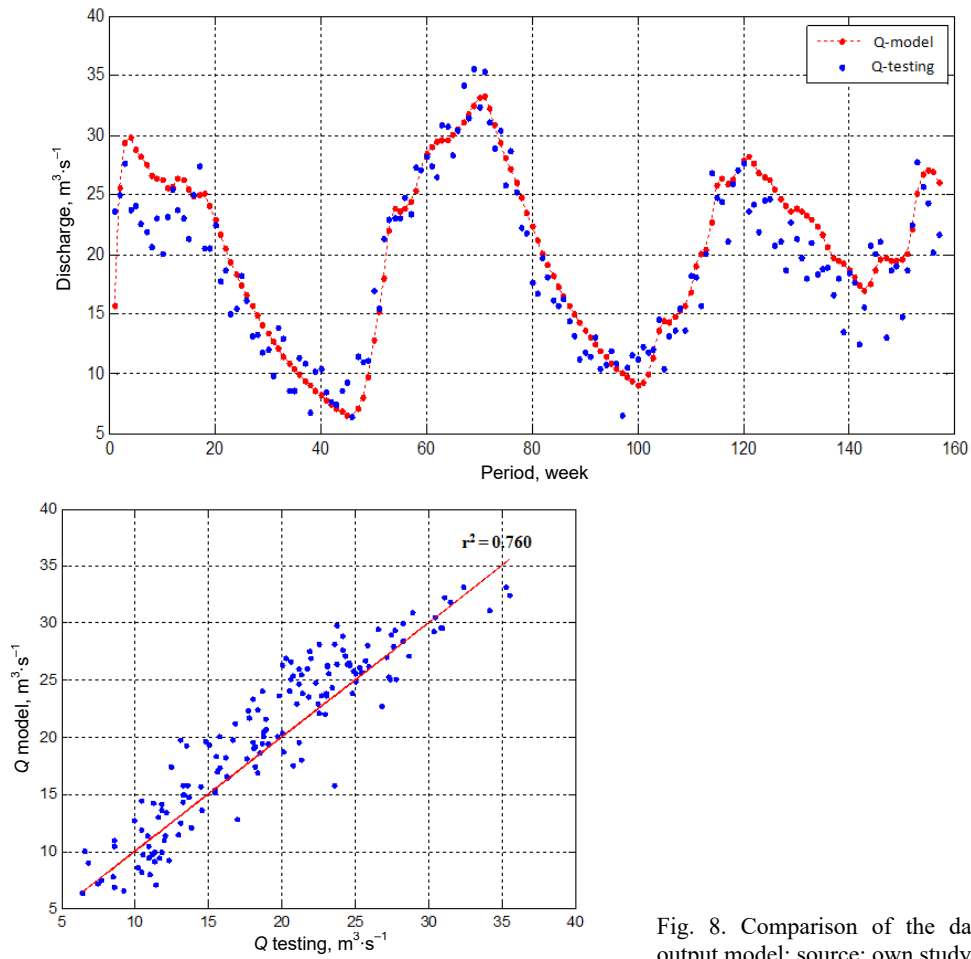 40
35
30
25
20
15
10
5
Discharge, m³·s⁻¹
Q-model
Q-testing
0 20 40 60 80 100 120 140 160
Period, week
40
35
30
25
20
15
10
5
Q model, m³·s⁻¹
r² = 0.760
5 10 15 20 25 30 35 40
Q testing, m³·s⁻¹
Fig. 8. Comparison of the da
output model; source: own study